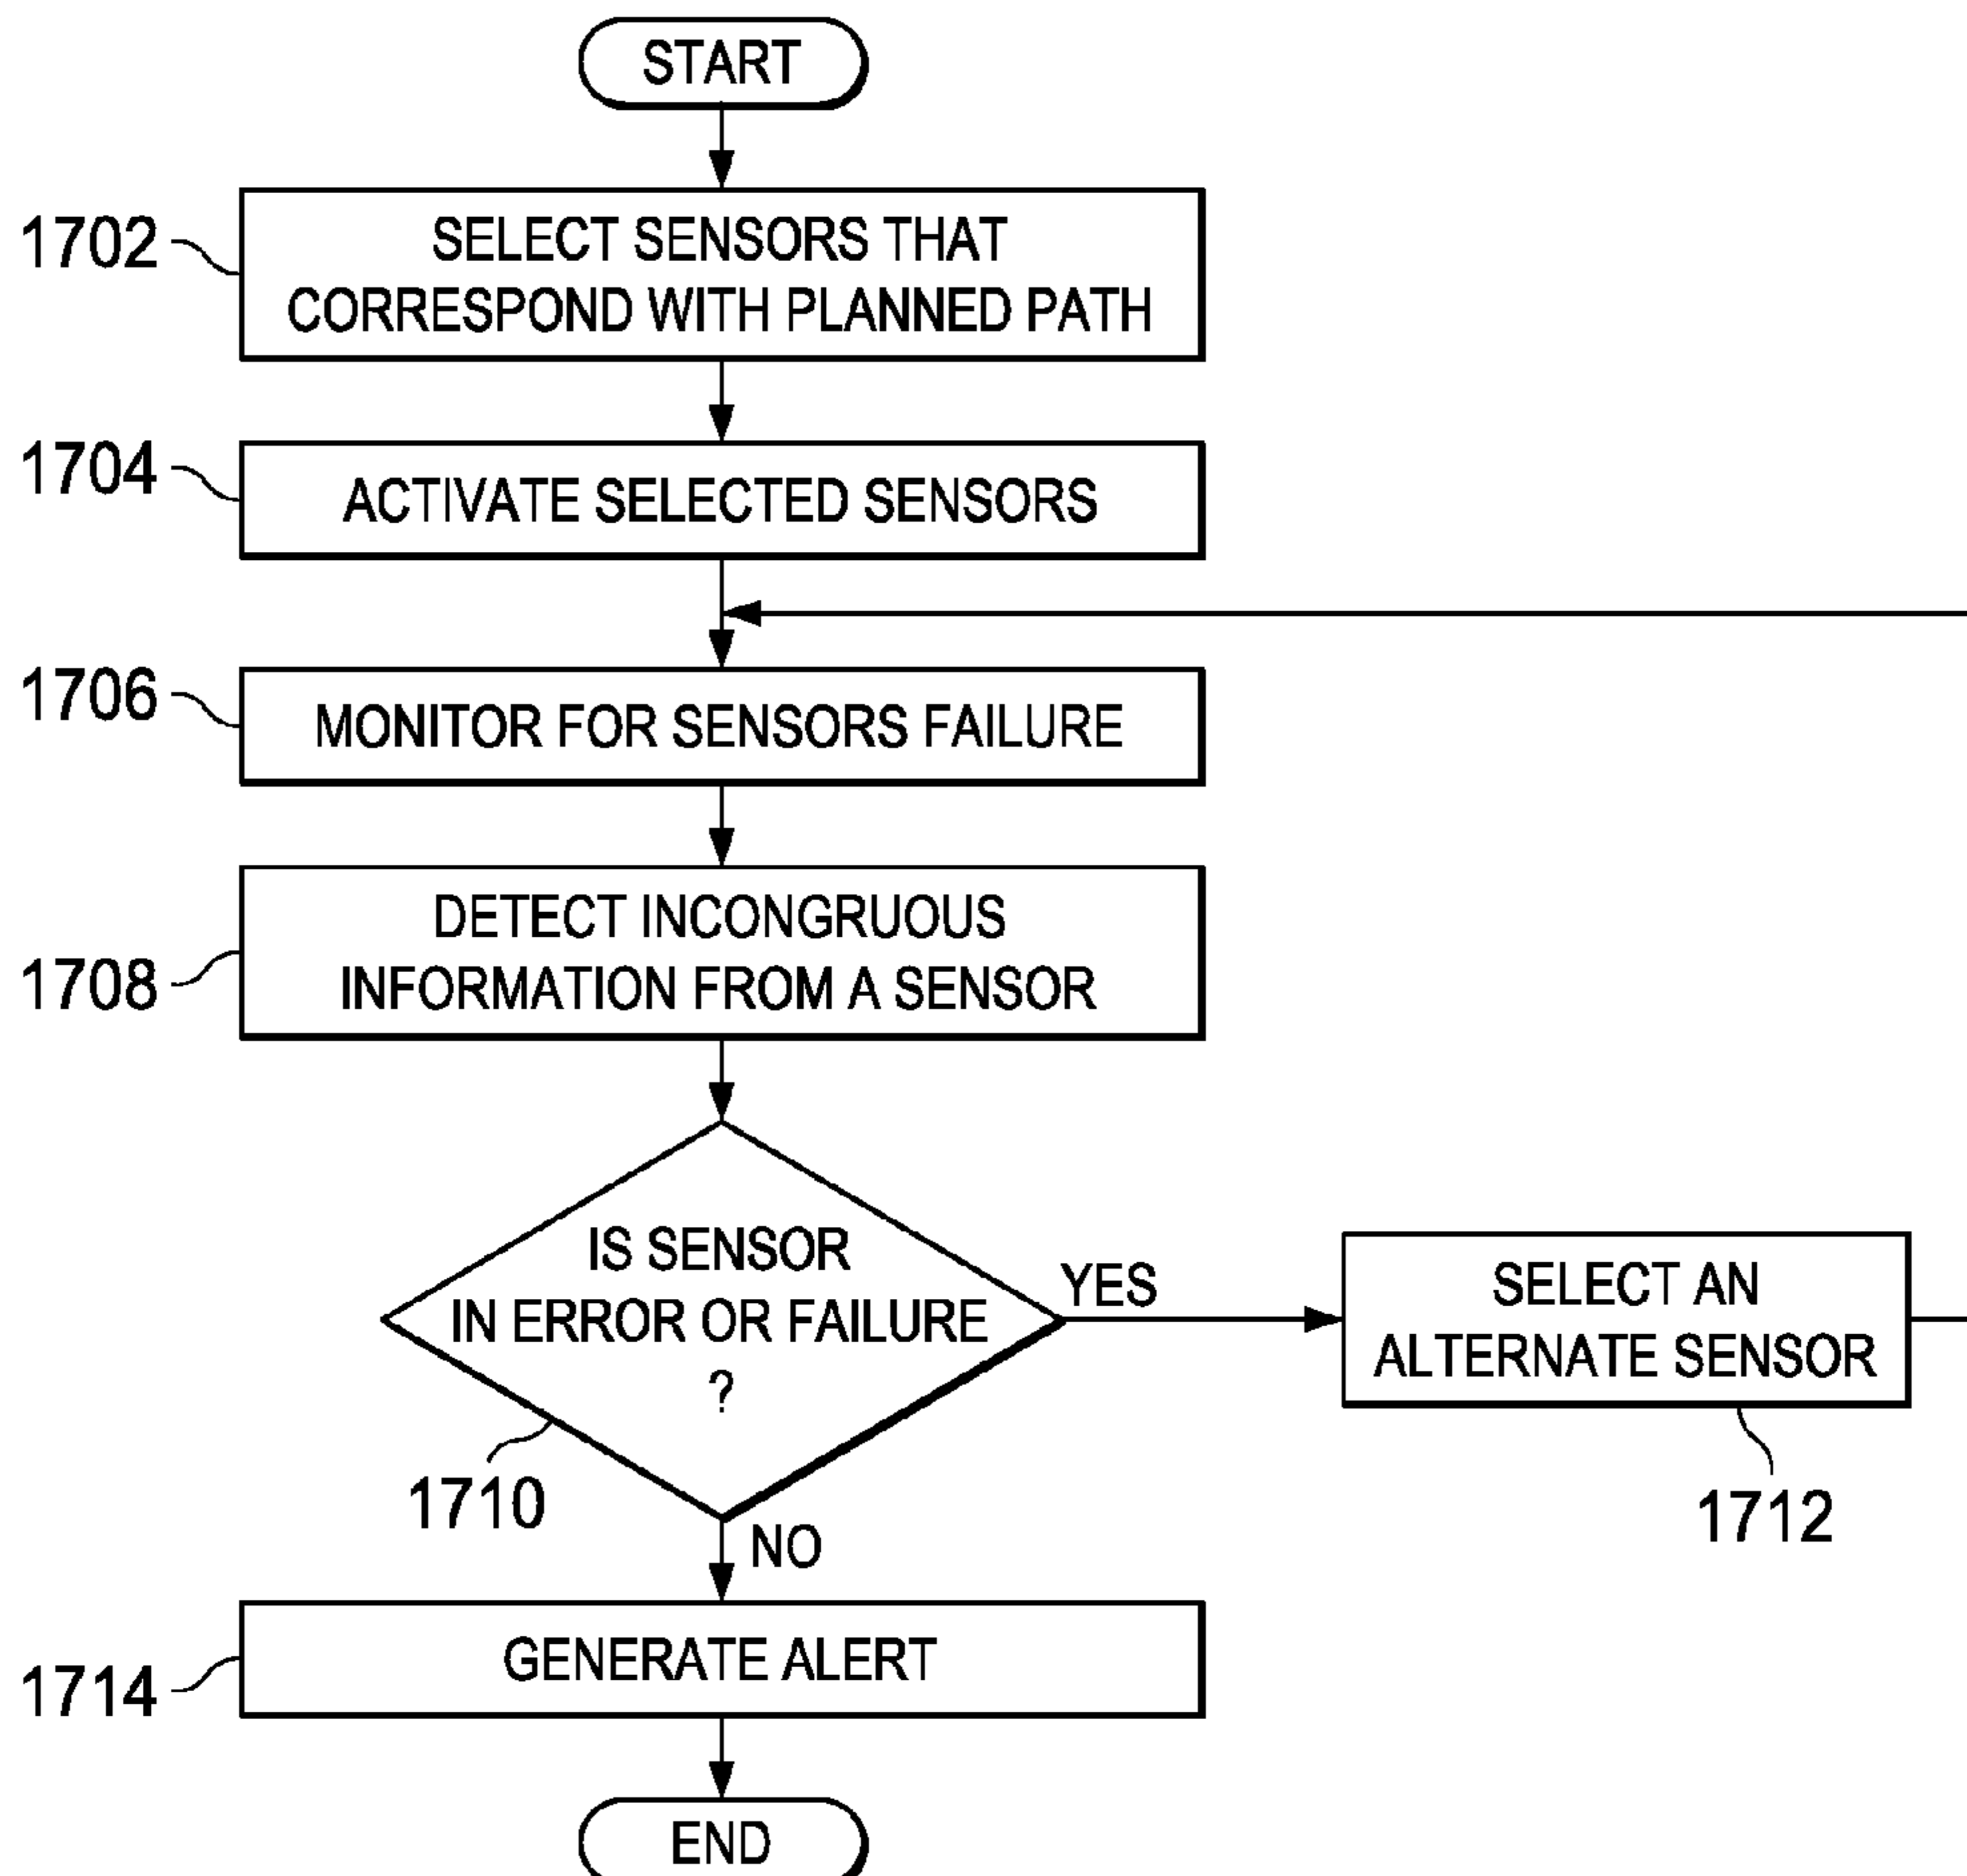 START
1702
SELECT SENSORS THAT
CORRESPOND WITH PLANNED PATH
1704
ACTIVATE SELECTED SENSORS
1706
MONITOR FOR SENSORS FAILURE
DETECT INCONGRUOUS
INFORMATION FROM A SENSOR
1708
IS SENSOR
IN ERROR OR FAILURE
?
YES
SELECT AN
ALTERNATE SENSOR
1710
1712
NO
GENERATE ALERT
1714
END